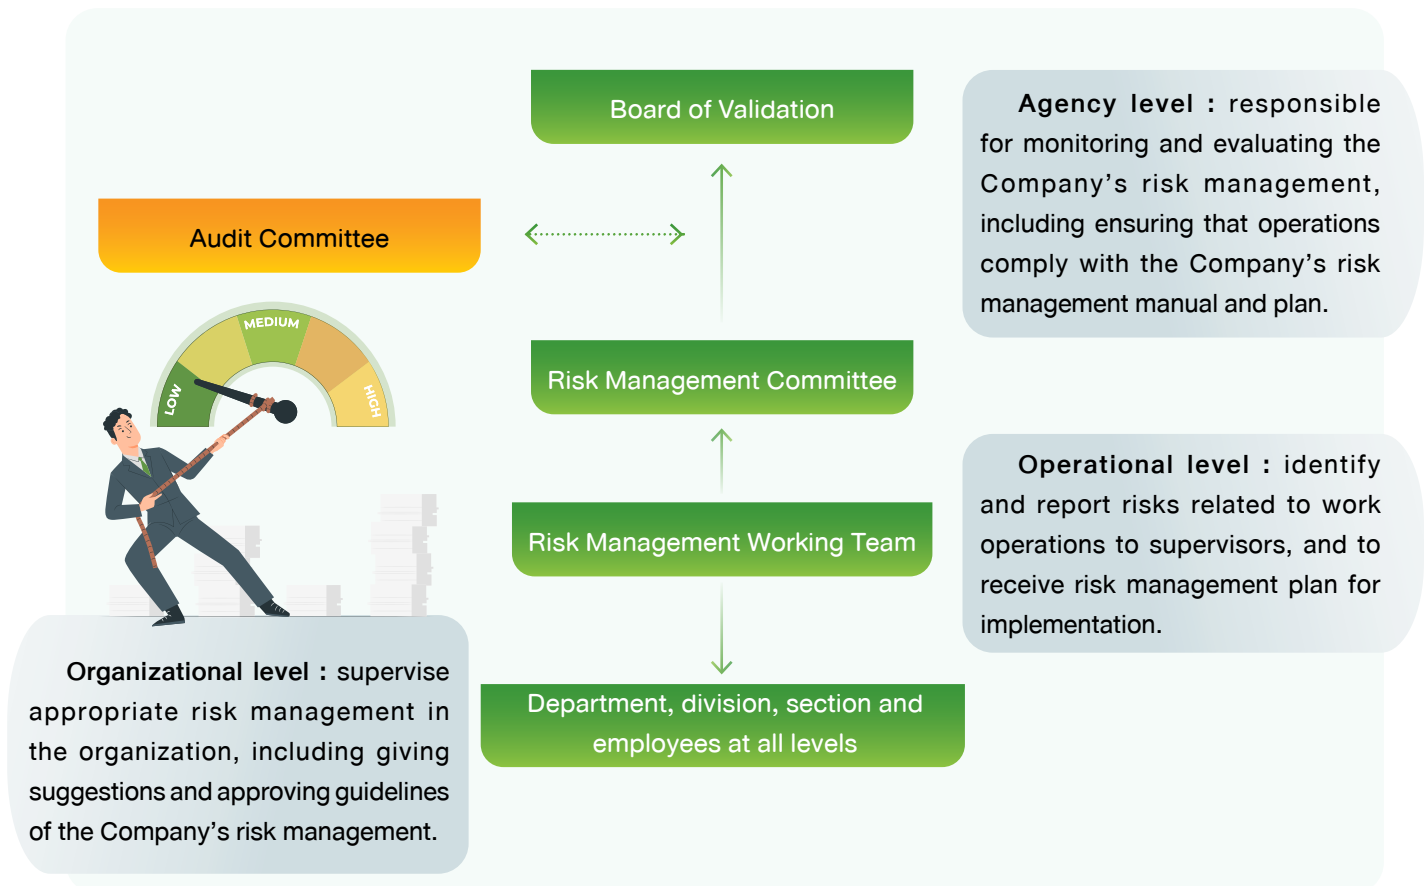 Board of Validation
Agency level : responsible
for monitoring and evaluating the
Company’s risk management,
including ensuring that operations
comply with the Company’s risk
management manual and plan.
Audit Committee
LOW
MEDIUM
HIGH
Risk Management Committee
Operational level : identify
and report risks related to work
operations to supervisors, and to
receive risk management plan for
implementation.
Risk Management Working Team
Organizational level : supervise
appropriate risk management in
the organization, including giving
suggestions and approving guidelines
of the Company’s risk management.
Department, division, section and
employees at all levels